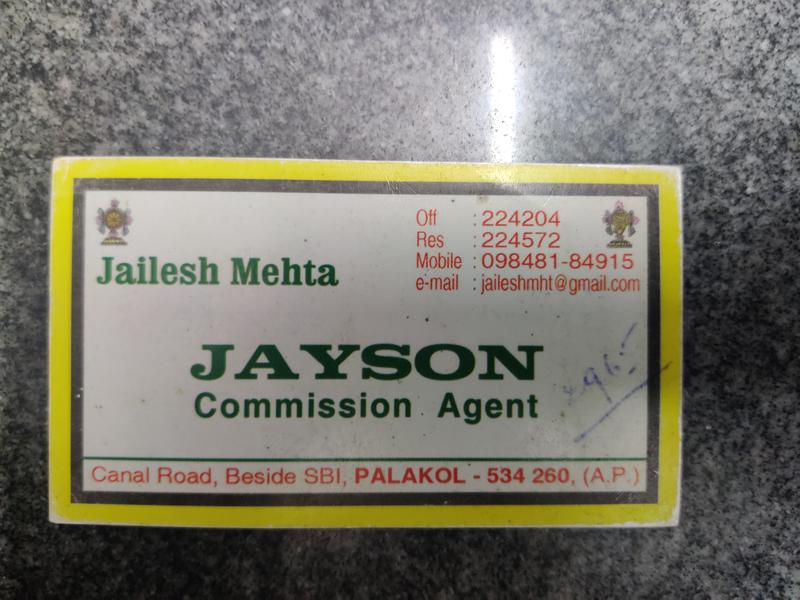 Jailesh Mehta
Off : 224204
Res : 224572
Mobile : 098481-84915
e-mail : jaileshmht@gmail.com
JAYSON
Commission Agent
Canal Road, Beside SBI, PALAKOL - 534 260, (A.P.)